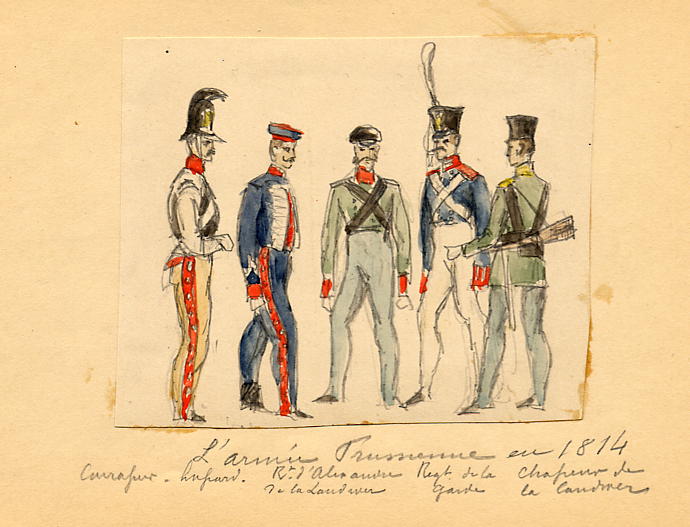 L'armée Prussienne en 1814
Cuirassier - hussard. Rt. d'Alexandre Regt. de la chasseur de
de la Landwer garde la landwer